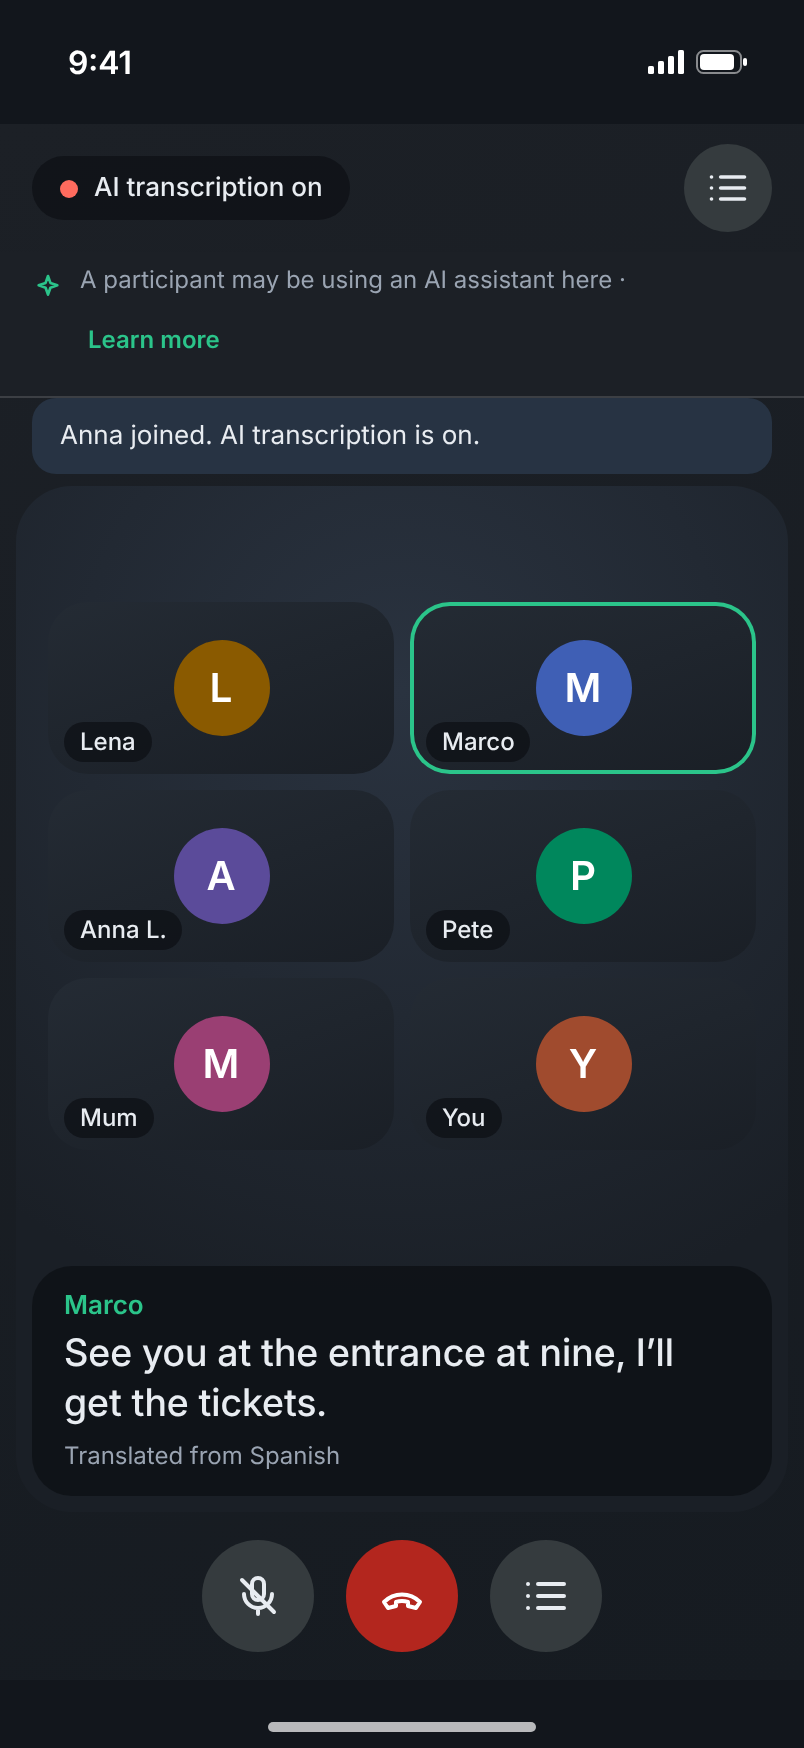 9:41
AI transcription on
A participant may be using an AI assistant here ·
Learn more
Anna joined. AI transcription is on.
L
Lena
M
Marco
A
Anna L.
P
Pete
M
Mum
Y
You
Marco
See you at the entrance at nine, I’ll
get the tickets.
Translated from Spanish